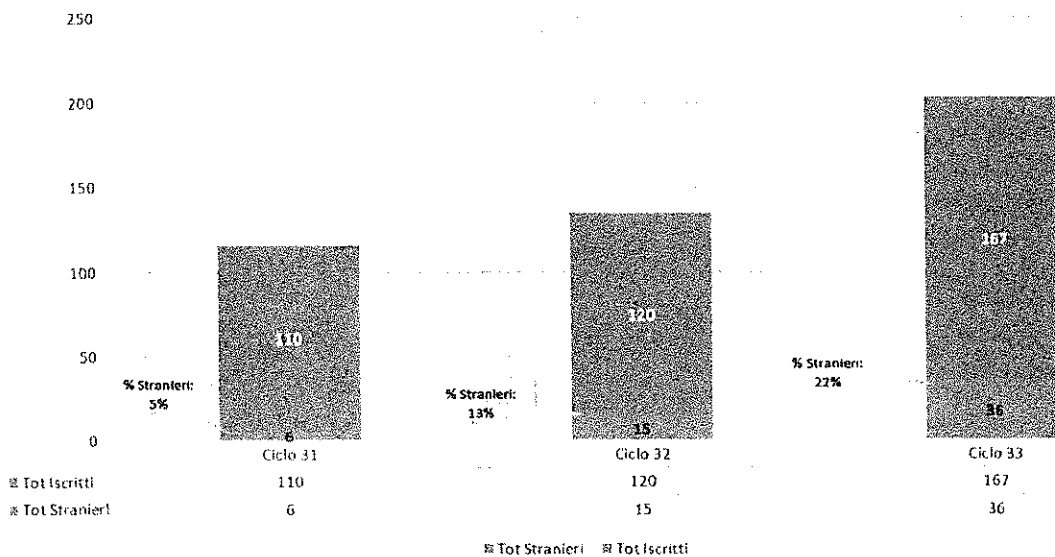 250
200
150
100
50
0
167
110
120
% Stranieri:
5%
% Stranieri:
13%
% Stranieri:
22%
6
15
36
Ciclo 31 Ciclo 32 Ciclo 33
Tot Iscritti 110 120 167
Tot Stranieri 6 15 36
Tot Stranieri Tot Iscritti